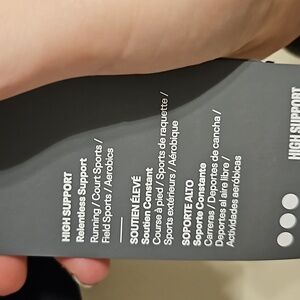 HIGH SUPPORT
Relentless Support
Running / Court Sports /
Field Sports / Aerobics
SOUTIEN ÉLEVÉ
Soutien Constant
Course à pied / Sports de raquette /
Sports extérieurs / Aérobique
SOPORTE ALTO
Soporte Constante
Carreras / Deportes de cancha /
Deportes al aire libre /
Actividades aeróbicas
HIGH SUPPORT